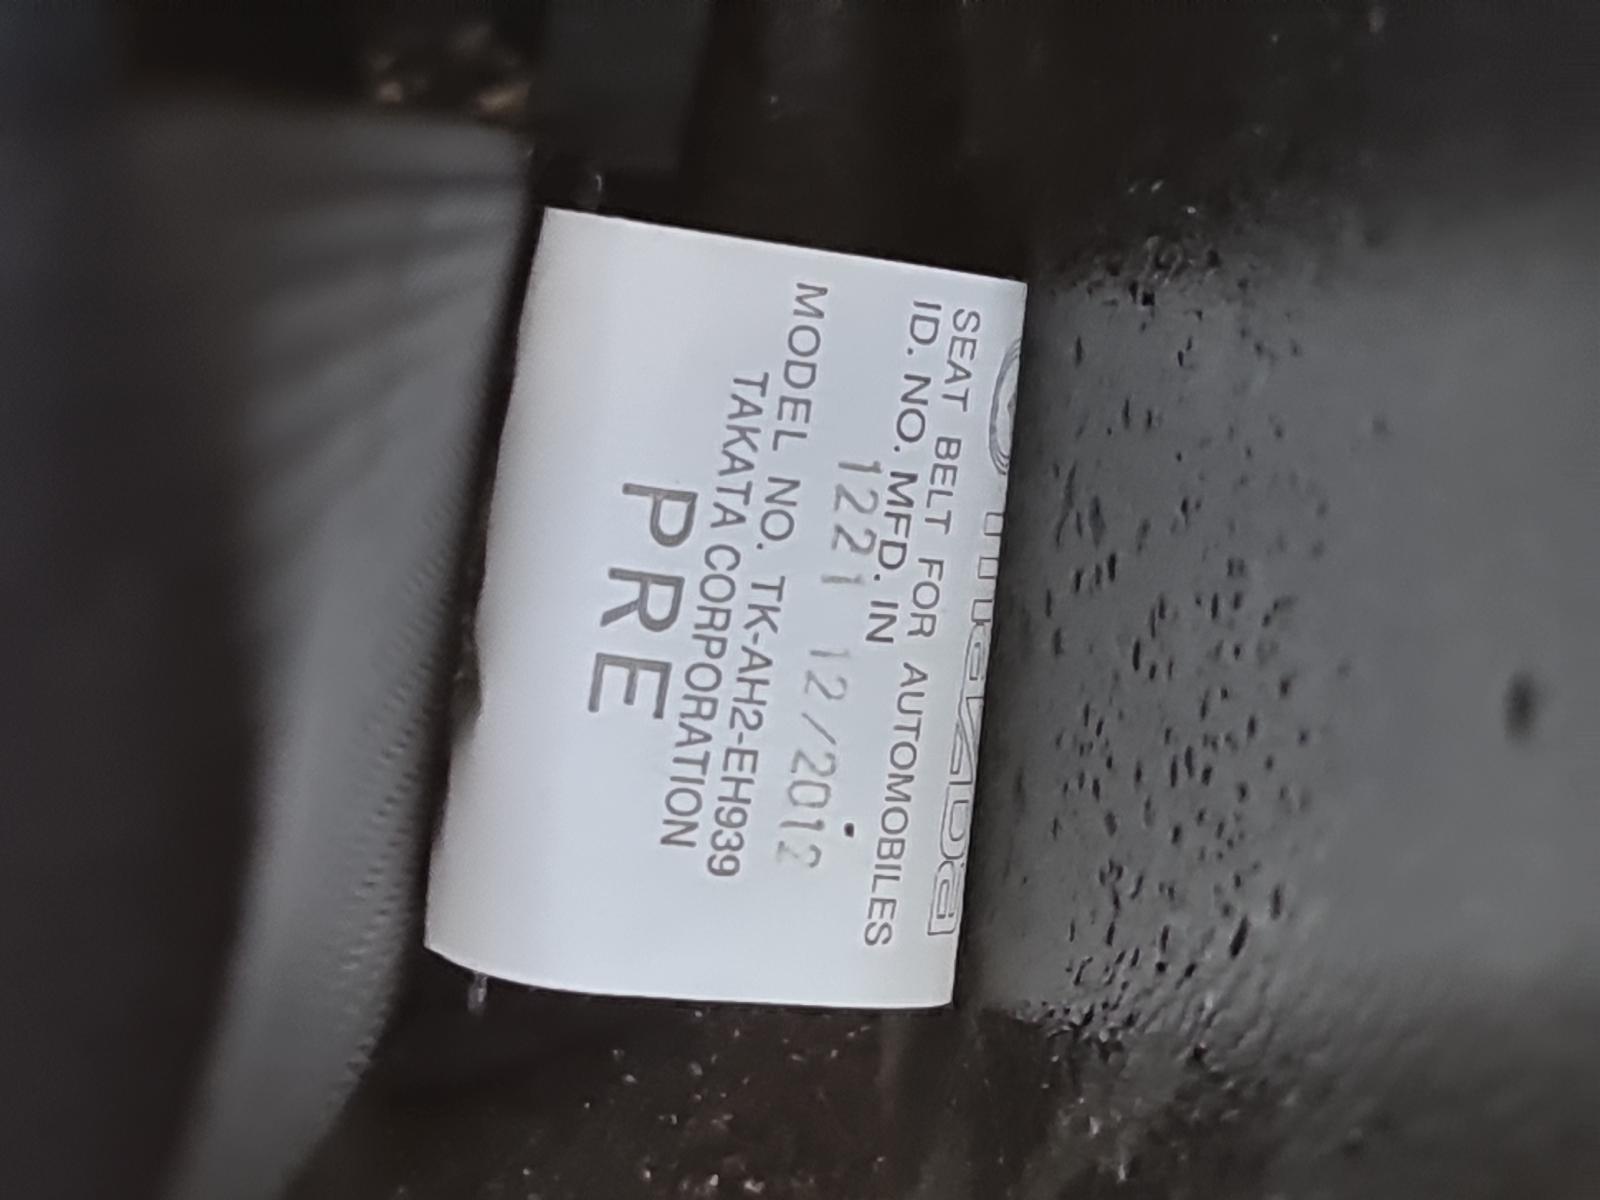 SEAT BELT FOR AUTOMOBILES
ID. NO. MFD. IN
1221 12/2012
MODEL NO. TK-AH2-EH939
TAKATA CORPORATION
PRE